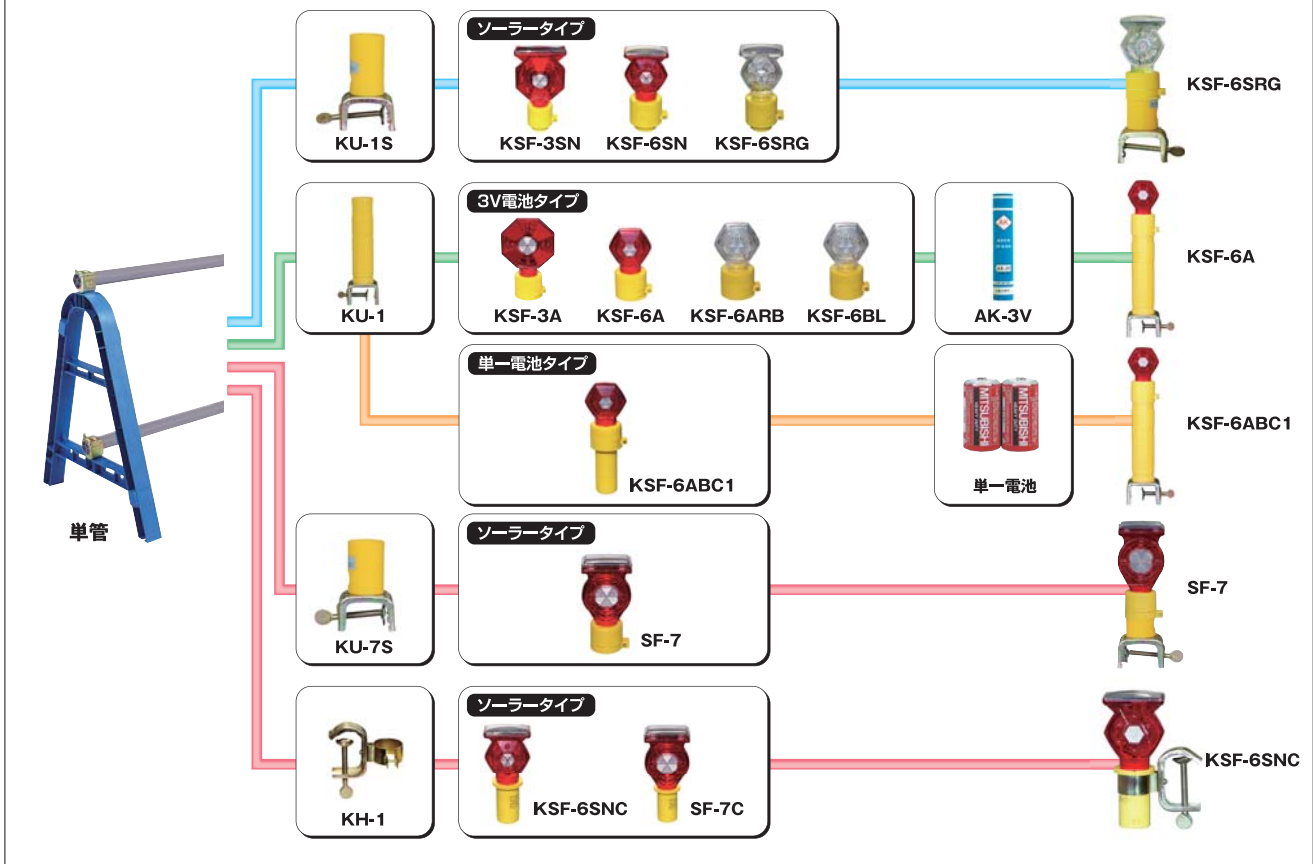 ソーラータイプ
KU-1S
KSF-3SN
KSF-6SN
KSF-6SRG
KSF-6SRG
3V電池タイプ
KU-1
KSF-3A
KSF-6A
KSF-6ARB
KSF-6BL
AK-3V
KSF-6A
単一電池タイプ
KSF-6ABC1
MITSUBISHI
MITSUBISHI
単一電池
KSF-6ABC1
単管
ソーラータイプ
KU-7S
SF-7
SF-7
ソーラータイプ
KH-1
KSF-6SNC
SF-7C
KSF-6SNC